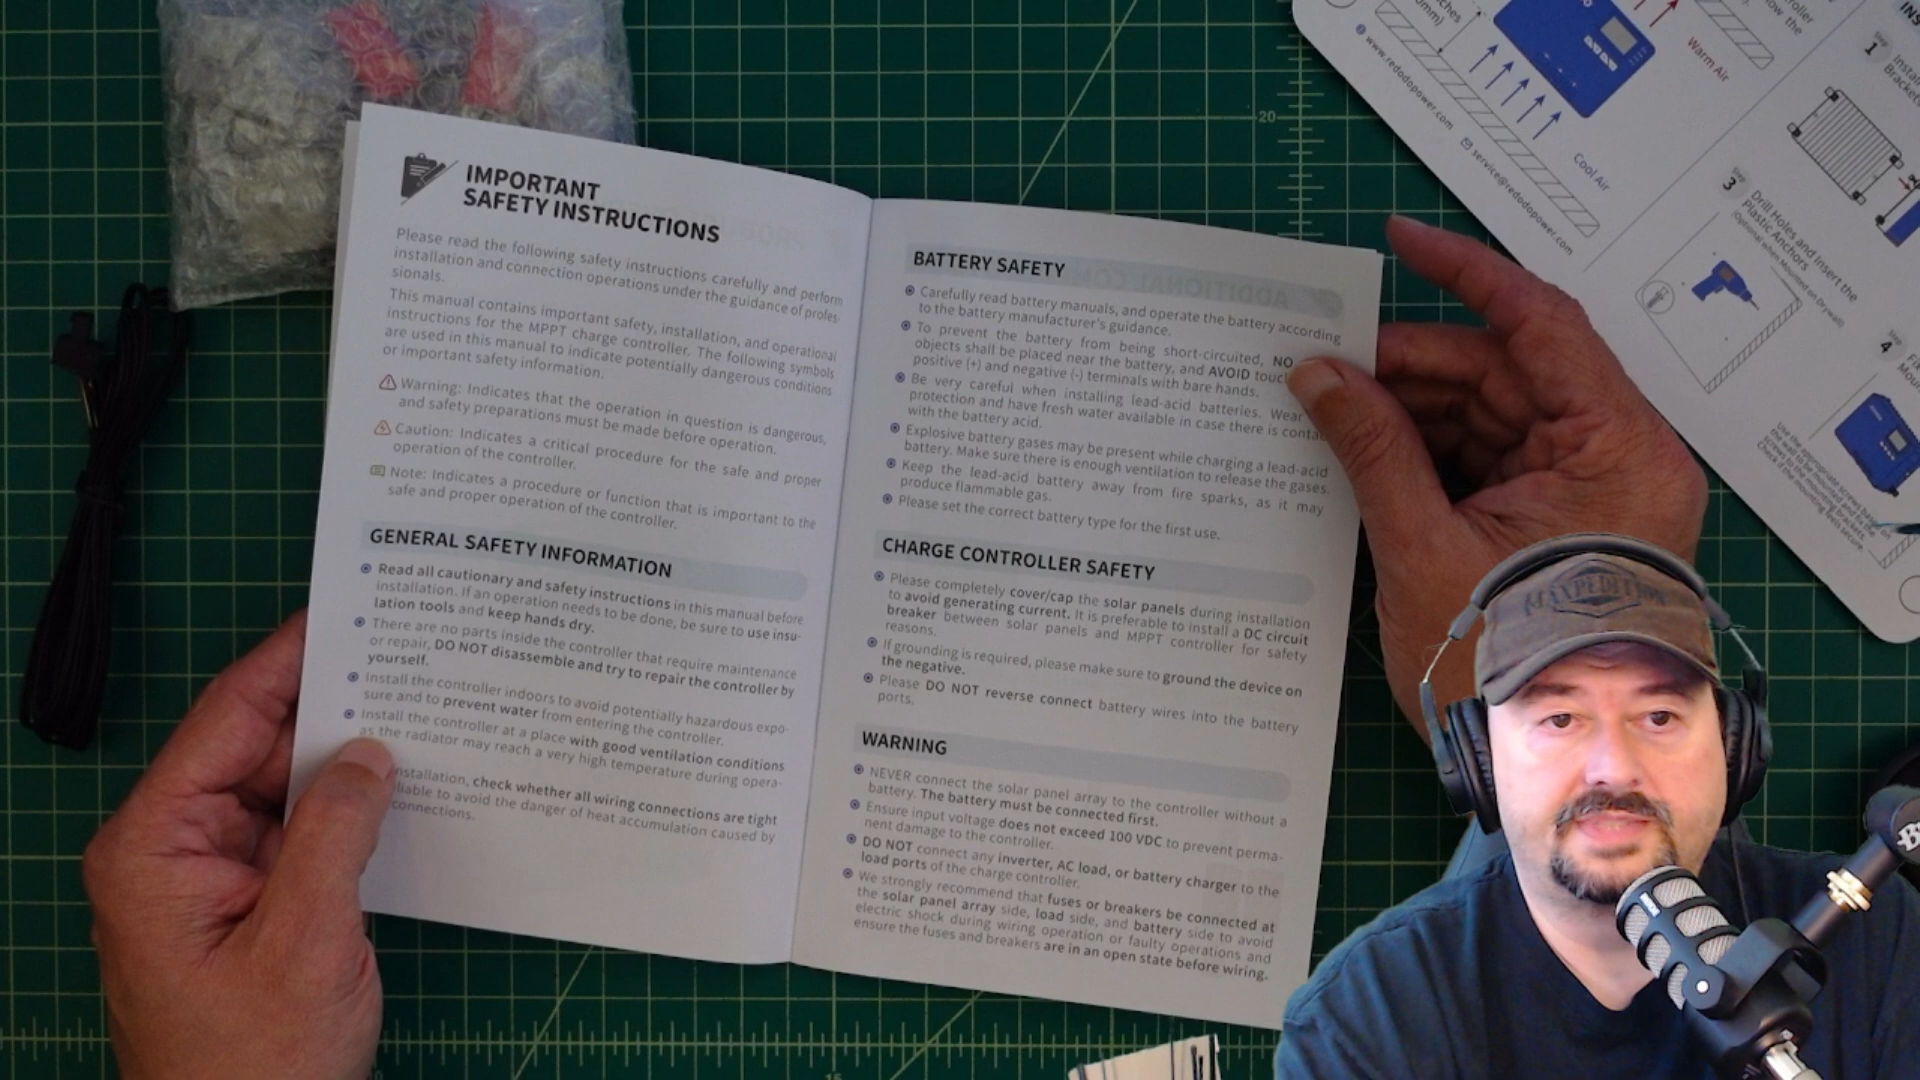 IMPORTANT
SAFETY INSTRUCTIONS
Please read the following safety instructions carefully and perform
installation and connection operations under the guidance of profes-
sionals.
This manual contains important safety, installation, and operational
instructions for the MPPT charge controller. The following symbols
are used in this manual to indicate potentially dangerous conditions
or important safety information.
Warning: Indicates that the operation in question is dangerous,
and safety preparations must be made before operation.
Caution: Indicates a critical procedure for the safe and proper
operation of the controller.
Note: Indicates a procedure or function that is important to the
safe and proper operation of the controller.
GENERAL SAFETY INFORMATION
Read all cautionary and safety instructions in this manual before
installation. If an operation needs to be done, be sure to use insu-
lation tools and keep hands dry.
There are no parts inside the controller that require maintenance
or repair, DO NOT disassemble and try to repair the controller by
yourself.
Install the controller indoors to avoid potentially hazardous expo-
sure and to prevent water from entering the controller.
Install the controller at a place with good ventilation conditions
as the radiator may reach a very high temperature during opera-
nstallation, check whether all wiring connections are tight
liable to avoid the danger of heat accumulation caused by
connections.
BATTERY SAFETY
Carefully read battery manuals, and operate the battery according
to the battery manufacturer's guidance.
To prevent the battery from being short-circuited, NO
objects shall be placed near the battery, and AVOID touc
positive (+) and negative (-) terminals with bare hands.
Be very careful when installing lead-acid batteries. Wear
protection and have fresh water available in case there is contac
with the battery acid.
Explosive battery gases may be present while charging a lead-acid
battery. Make sure there is enough ventilation to release the gases.
Keep the lead-acid battery away from fire sparks, as it may
produce flammable gas.
Please set the correct battery type for the first use.
CHARGE CONTROLLER SAFETY
Please completely cover/cap the solar panels during installation
to avoid generating current. It is preferable to install a DC circuit
breaker between solar panels and MPPT controller for safety
reasons.
If grounding is required, please make sure to ground the device on
the negative.
Please DO NOT reverse connect battery wires into the battery
ports.
WARNING
NEVER connect the solar panel array to the controller without a
battery. The battery must be connected first.
Ensure input voltage does not exceed 100 VDC to prevent perma-
nent damage to the controller.
DO NOT connect any inverter, AC load, or battery charger to the
load ports of the charge controller.
We strongly recommend that fuses or breakers be connected at
the solar panel array side, load side, and battery side to avoid
electric shock during wiring operation or faulty operations and
ensure the fuses and breakers are in an open state before wiring.
Warm Air
Cool Air
www.redodopower.com
service@redodopower.com
INS
Step
1
Instal
Bracket
Step
3
Drill Holes and Insert the
Plastic Anchors
(Optional when Mounted on Drywall)
Step
4
Fix
Mou
20
15
MAXPEDITION